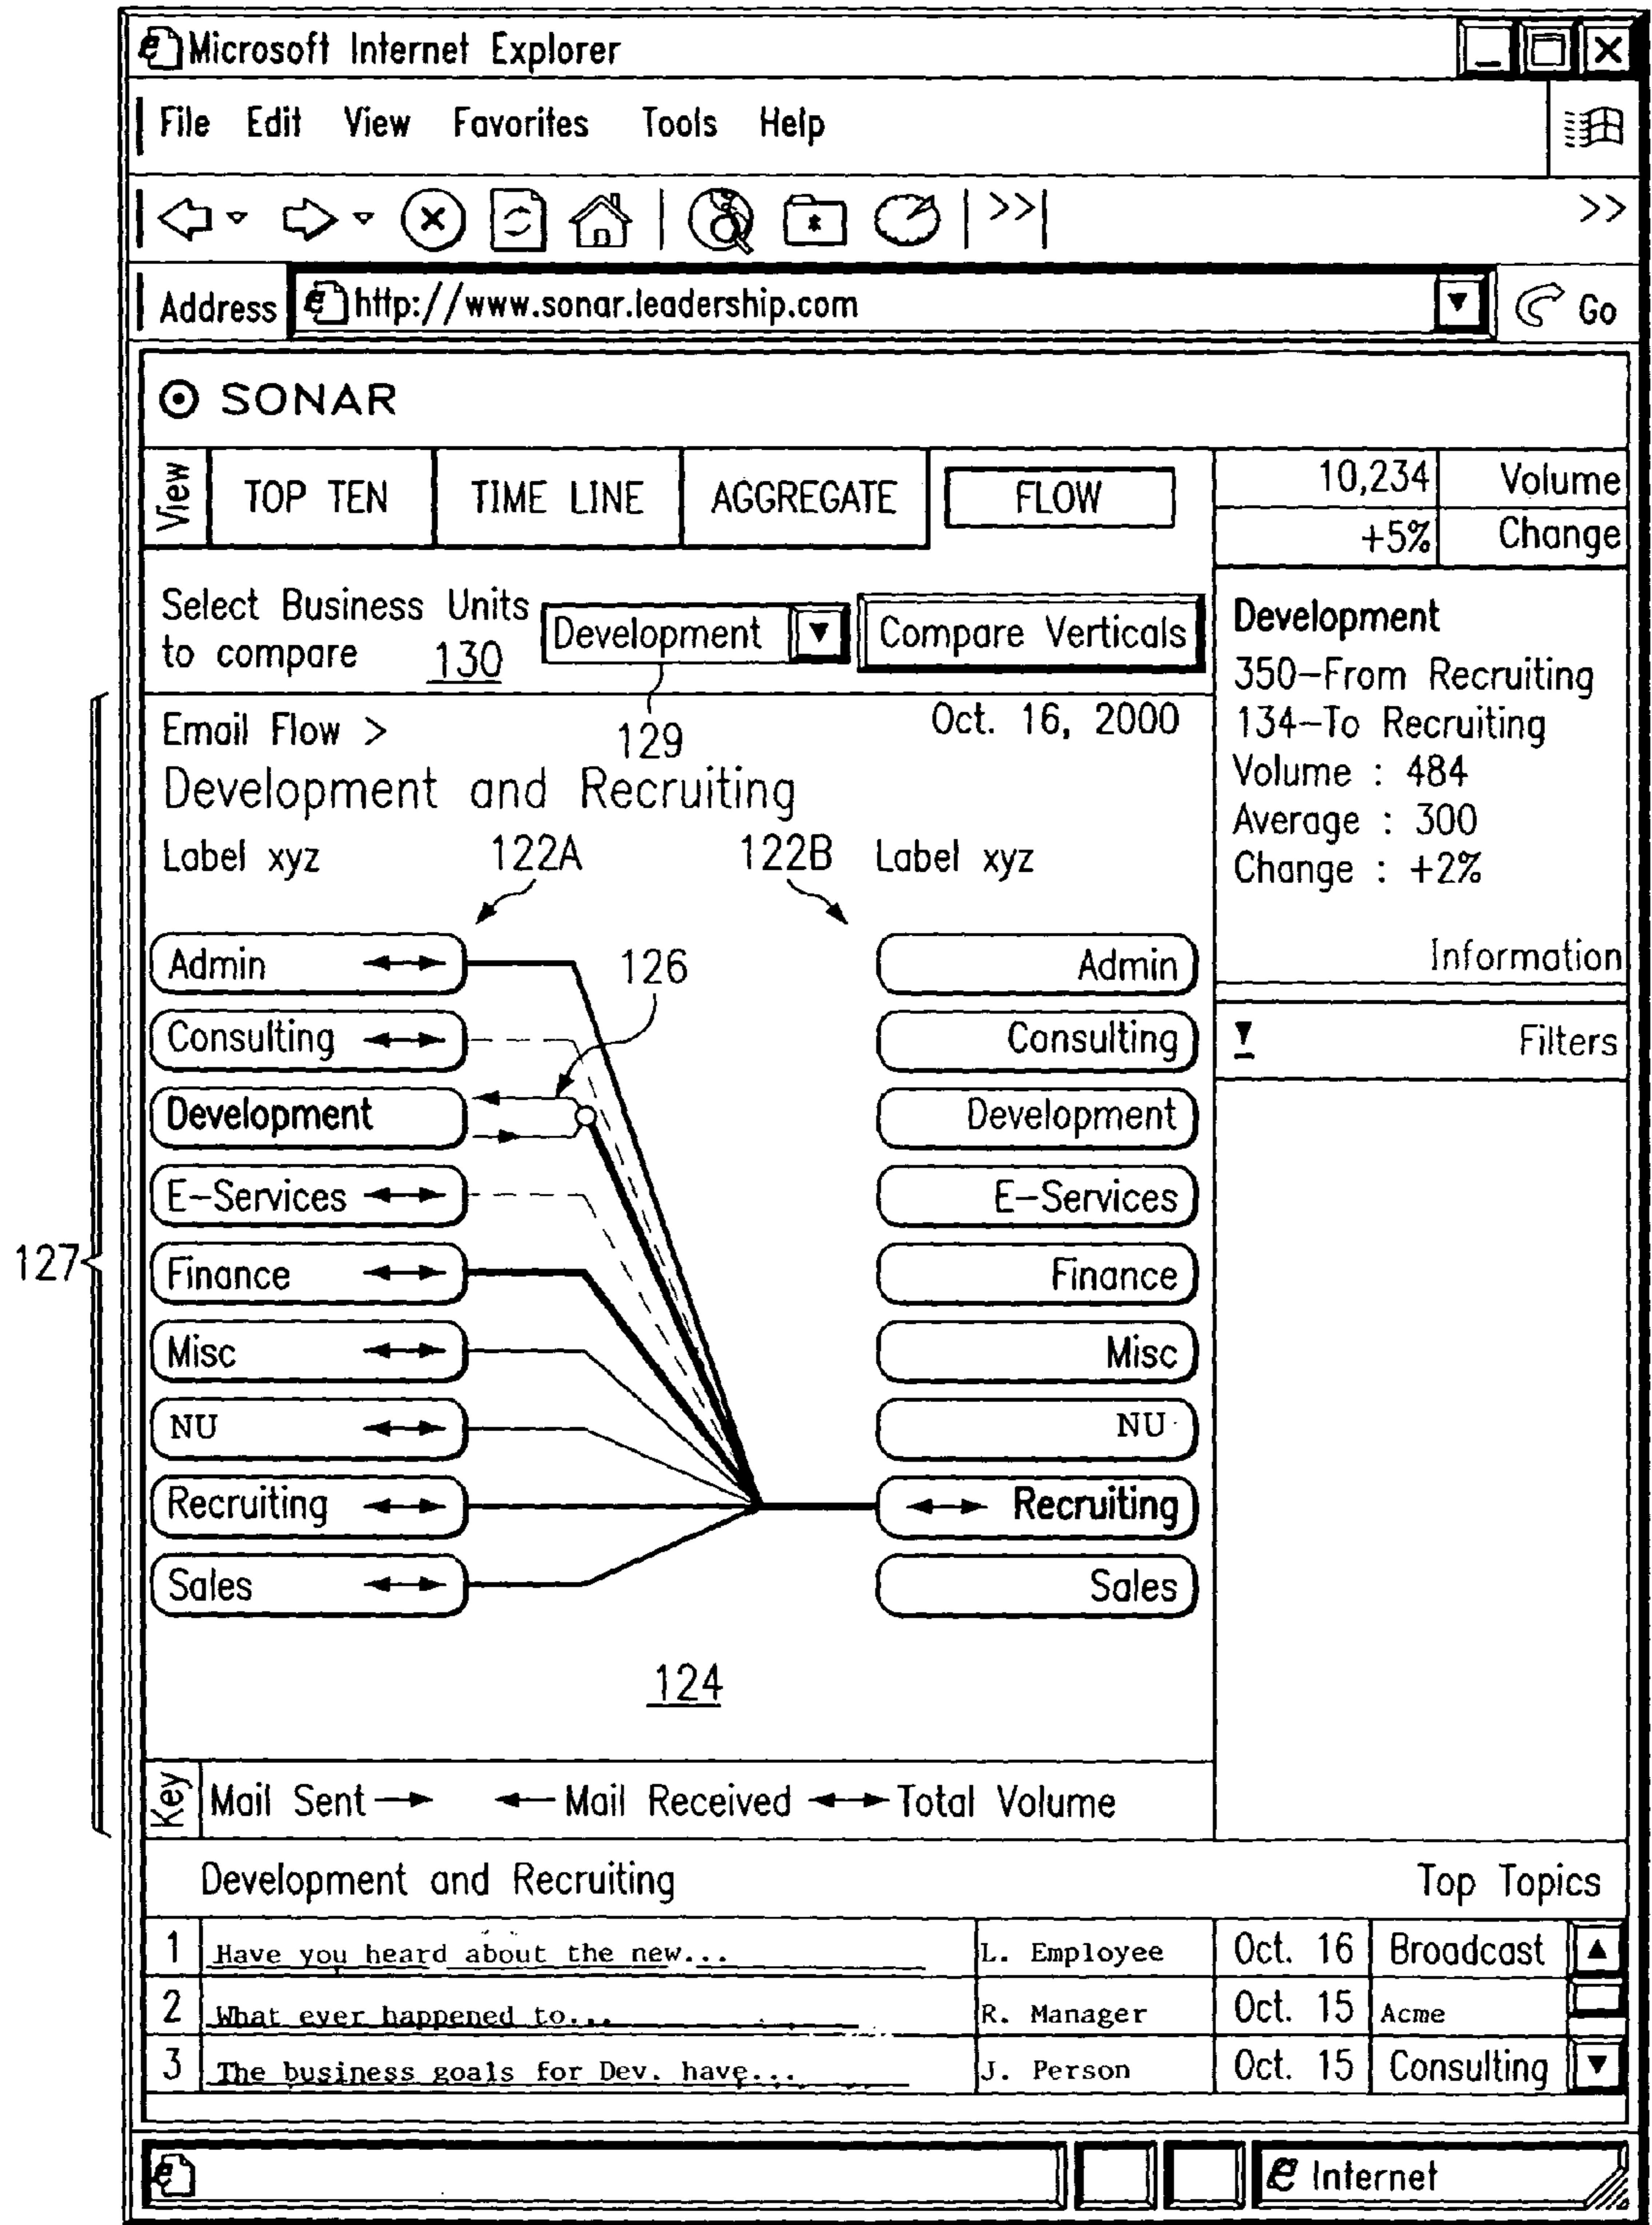 Microsoft Internet Explorer
File Edit View Favorites Tools Help
>> >>
Address http://www.sonar.leadership.com Go
SONAR
View TOP TEN TIME LINE AGGREGATE FLOW
10,234 Volume
+5% Change
Select Business Units
to compare 130 Development Compare Verticals
129
Development
350-From Recruiting
134-To Recruiting
Volume : 484
Average : 300
Change : +2%
Information
Filters
Email Flow > Oct. 16, 2000
Development and Recruiting
Label xyz 122A 122B Label xyz
126
127
Admin Admin
Consulting Consulting
Development Development
E-Services E-Services
Finance Finance
Misc Misc
NU NU
Recruiting Recruiting
Sales Sales
124
Key Mail Sent Mail Received Total Volume
Development and Recruiting Top Topics
1 Have you heard about the new... L. Employee Oct. 16 Broadcast
2 What ever happened to... R. Manager Oct. 15 Acme
3 The business goals for Dev. have... J. Person Oct. 15 Consulting
Internet